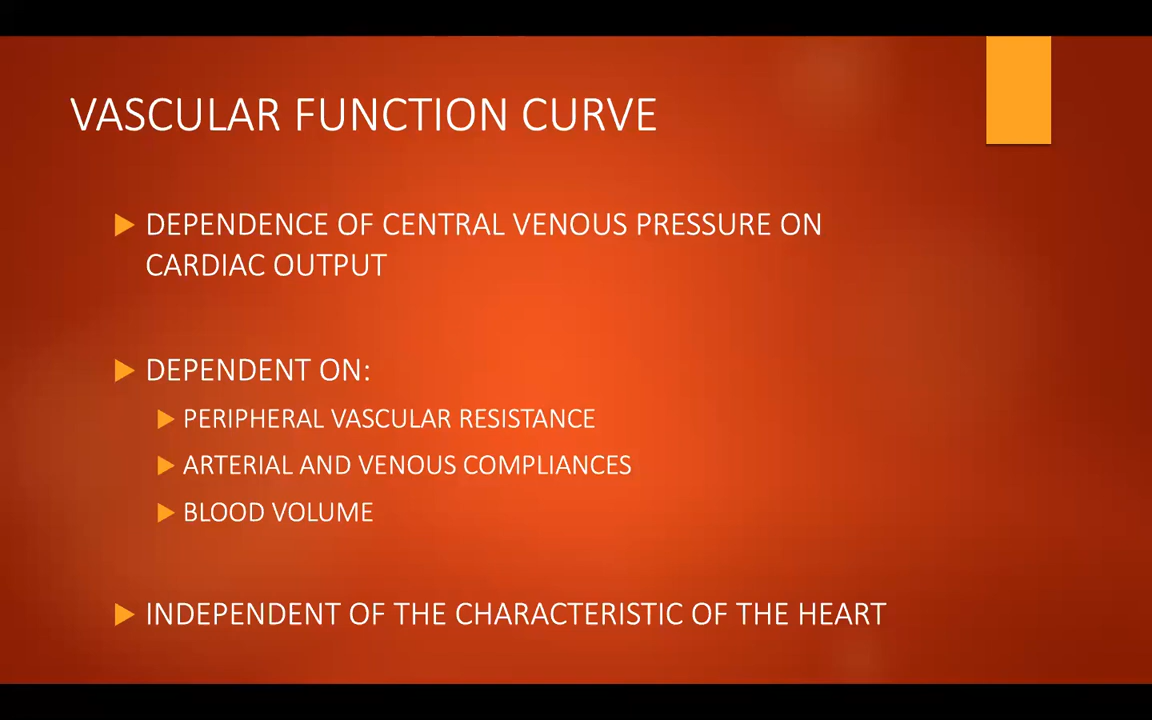 VASCULAR FUNCTION CURVE
DEPENDENCE OF CENTRAL VENOUS PRESSURE ON
CARDIAC OUTPUT
DEPENDENT ON:
PERIPHERAL VASCULAR RESISTANCE
ARTERIAL AND VENOUS COMPLIANCES
BLOOD VOLUME
INDEPENDENT OF THE CHARACTERISTIC OF THE HEART